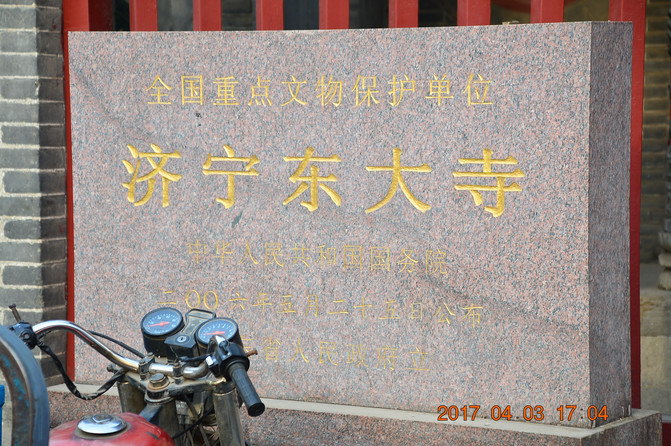 全国重点文物保护单位
济宁东大寺
中华人民共和国国务院
二〇〇六年五月二十五日公布
省人民政府立
2017.04.03 17:04